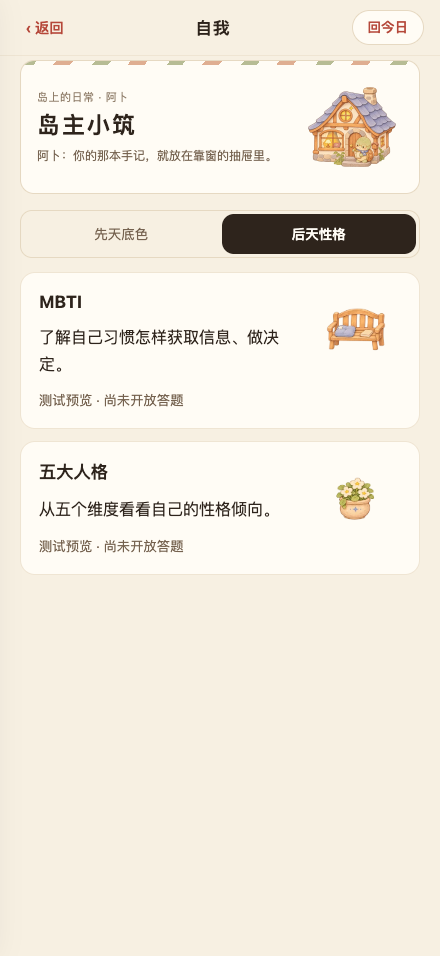 ‹ 返回
自我
回今日
岛上的日常 · 阿卜
岛主小筑
阿卜：你的那本手记，就放在靠窗的抽屉里。
先天底色
后天性格
MBTI
了解自己习惯怎样获取信息、做决
定。
测试预览 · 尚未开放答题
五大人格
从五个维度看看自己的性格倾向。
测试预览 · 尚未开放答题